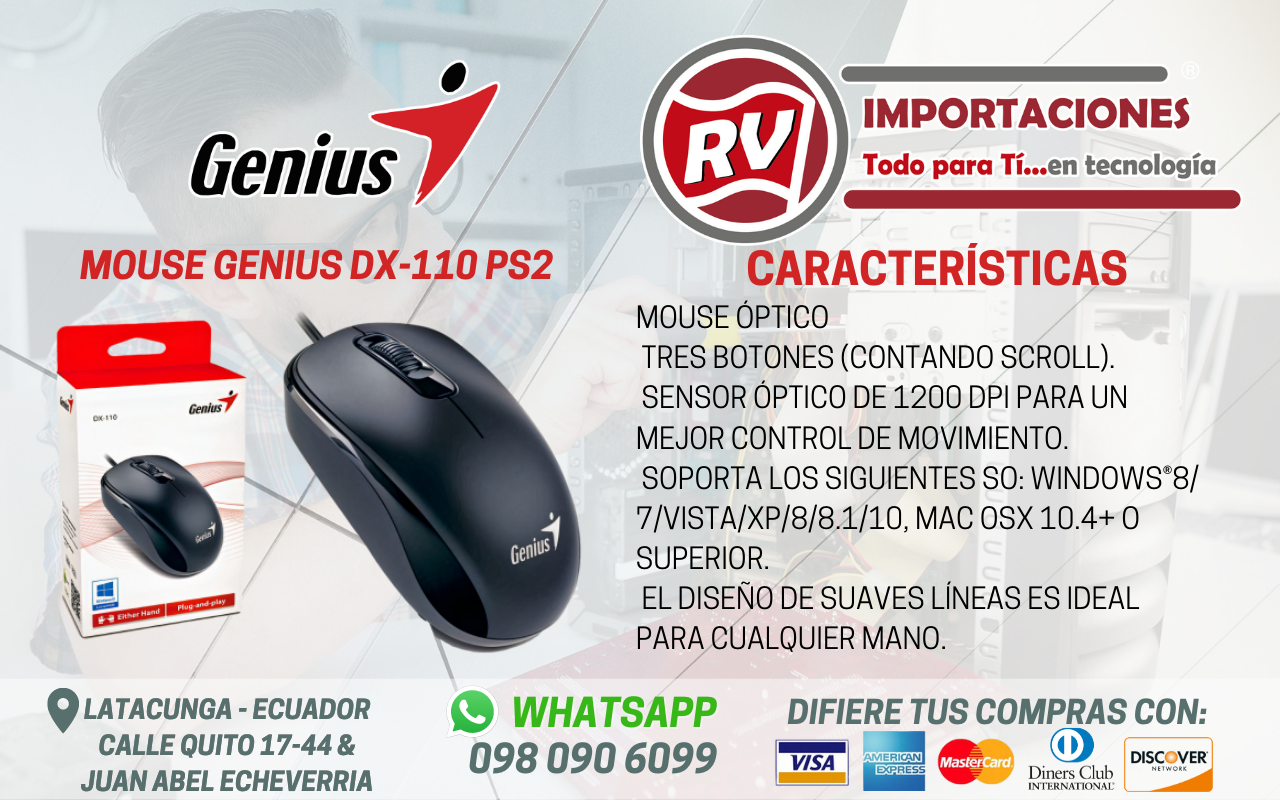 Genius
RV
®
IMPORTACIONES
Todo para Tí...en tecnología
MOUSE GENIUS DX-110 PS2
DX-110
Genius
Either Hand
Plug-and-play
Genius
CARACTERÍSTICAS
MOUSE ÓPTICO
TRES BOTONES (CONTANDO SCROLL).
SENSOR ÓPTICO DE 1200 DPI PARA UN
MEJOR CONTROL DE MOVIMIENTO.
SOPORTA LOS SIGUIENTES SO: WINDOWS®8/
7/VISTA/XP/8/8.1/10, MAC OSX 10.4+ O
SUPERIOR.
EL DISEÑO DE SUAVES LÍNEAS ES IDEAL
PARA CUALQUIER MANO.
LATACUNGA - ECUADOR
CALLE QUITO 17-44 &
JUAN ABEL ECHEVERRIA
WHATSAPP
098 090 6099
DIFIERE TUS COMPRAS CON:
VISA
AMERICAN
EXPRESS
MasterCard
Diners Club
INTERNATIONAL®
DISCOVER
NETWORK